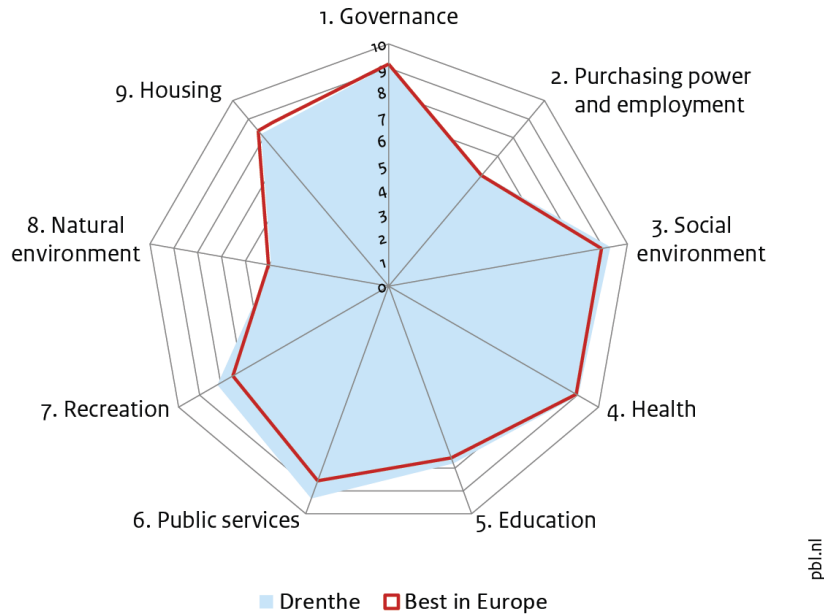 1. Governance
10
9
8
7
6
5
4
3
2
1
0
2. Purchasing power
and employment
3. Social
environment
4. Health
5. Education
6. Public services
7. Recreation
8. Natural
environment
9. Housing
Drenthe
Best in Europe
pbl.nl